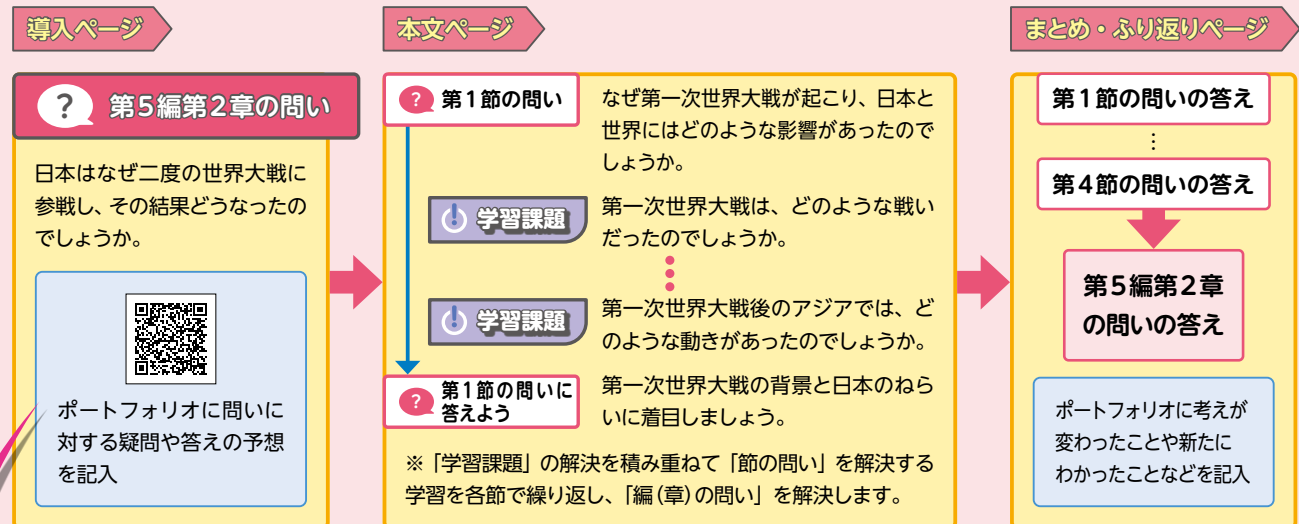 導入ページ
? 第5編第2章の問い
日本はなぜ二度の世界大戦に
参戦し、その結果どうなったの
でしょうか。
ポートフォリオに問いに
対する疑問や答えの予想
を記入
本文ページ
? 第1節の問い
なぜ第一次世界大戦が起こり、日本と
世界にはどのような影響があったので
しょうか。
学習課題
第一次世界大戦は、どのような戦い
だったのでしょうか。
学習課題
第一次世界大戦後のアジアでは、ど
のような動きがあったのでしょうか。
? 第1節の問いに
答えよう
第一次世界大戦の背景と日本のねら
いに着目しましょう。
※「学習課題」の解決を積み重ねて「節の問い」を解決する
学習を各節で繰り返し、「編(章)の問い」を解決します。
まとめ・ふり返りページ
第1節の問いの答え
⋮
第4節の問いの答え
第5編第2章
の問いの答え
ポートフォリオに考えが
変わったことや新たに
わかったことなどを記入